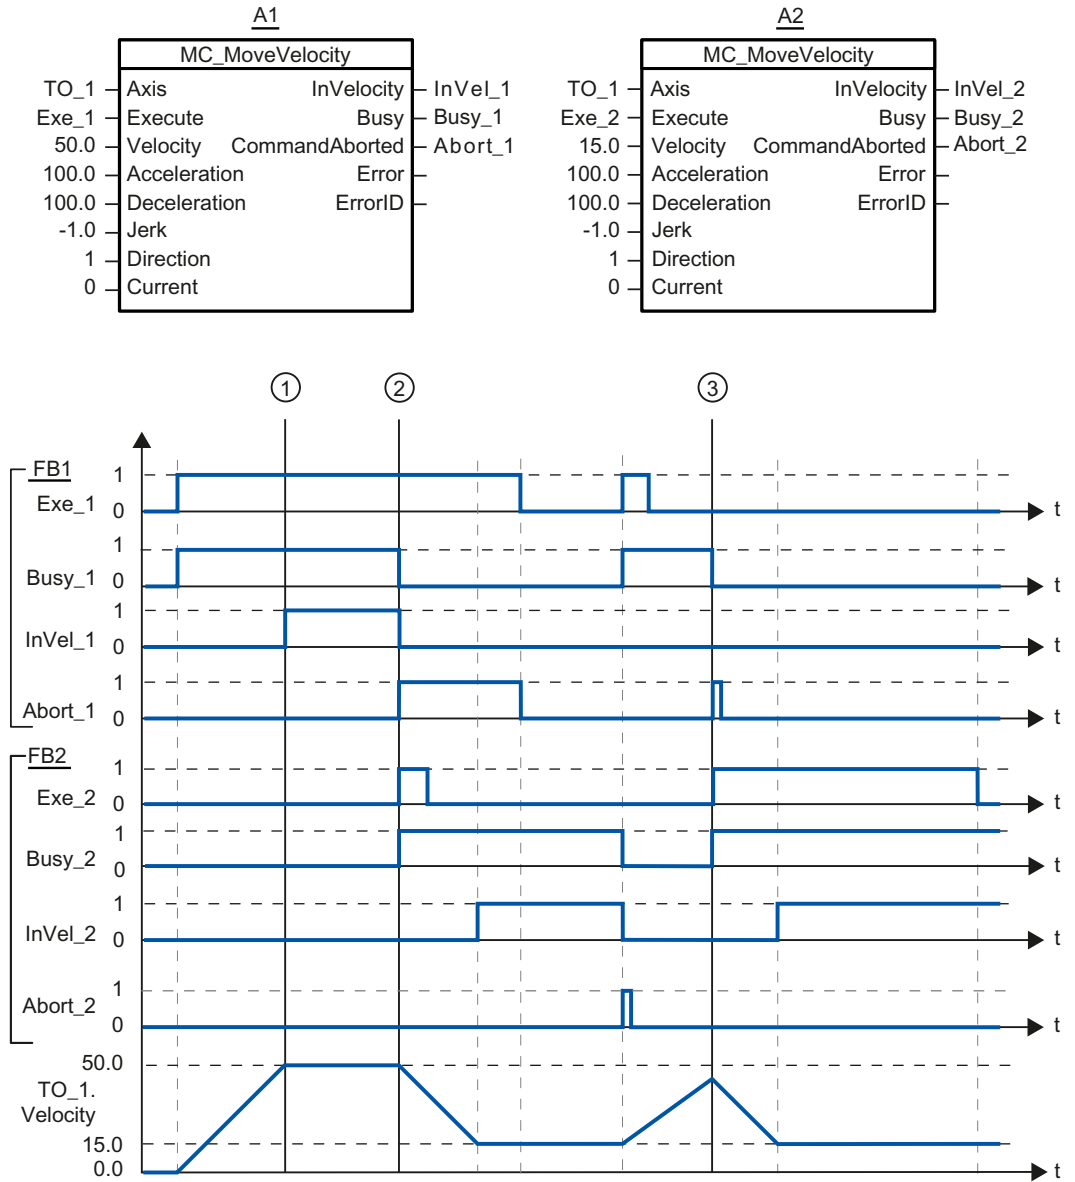 A1 A2
MC_MoveVelocity MC_MoveVelocity
TO_1 Axis InVelocity InVel_1 TO_1 Axis InVelocity InVel_2
Exe_1 Execute Busy Busy_1 Exe_2 Execute Busy Busy_2
50.0 Velocity CommandAborted Abort_1 15.0 Velocity CommandAborted Abort_2
100.0 Acceleration Error 100.0 Acceleration Error
100.0 Deceleration ErrorID 100.0 Deceleration ErrorID
-1.0 Jerk -1.0 Jerk
1 Direction 1 Direction
0 Current 0 Current
1 2 3
FB1 1
Exe_1 0 t
1
Busy_1 0 t
1
InVel_1 0 t
1
Abort_1 0 t
FB2 1
Exe_2 0 t
1
Busy_2 0 t
1
InVel_2 0 t
1
Abort_2 0 t
50.0
TO_1.
Velocity
15.0
0.0 t